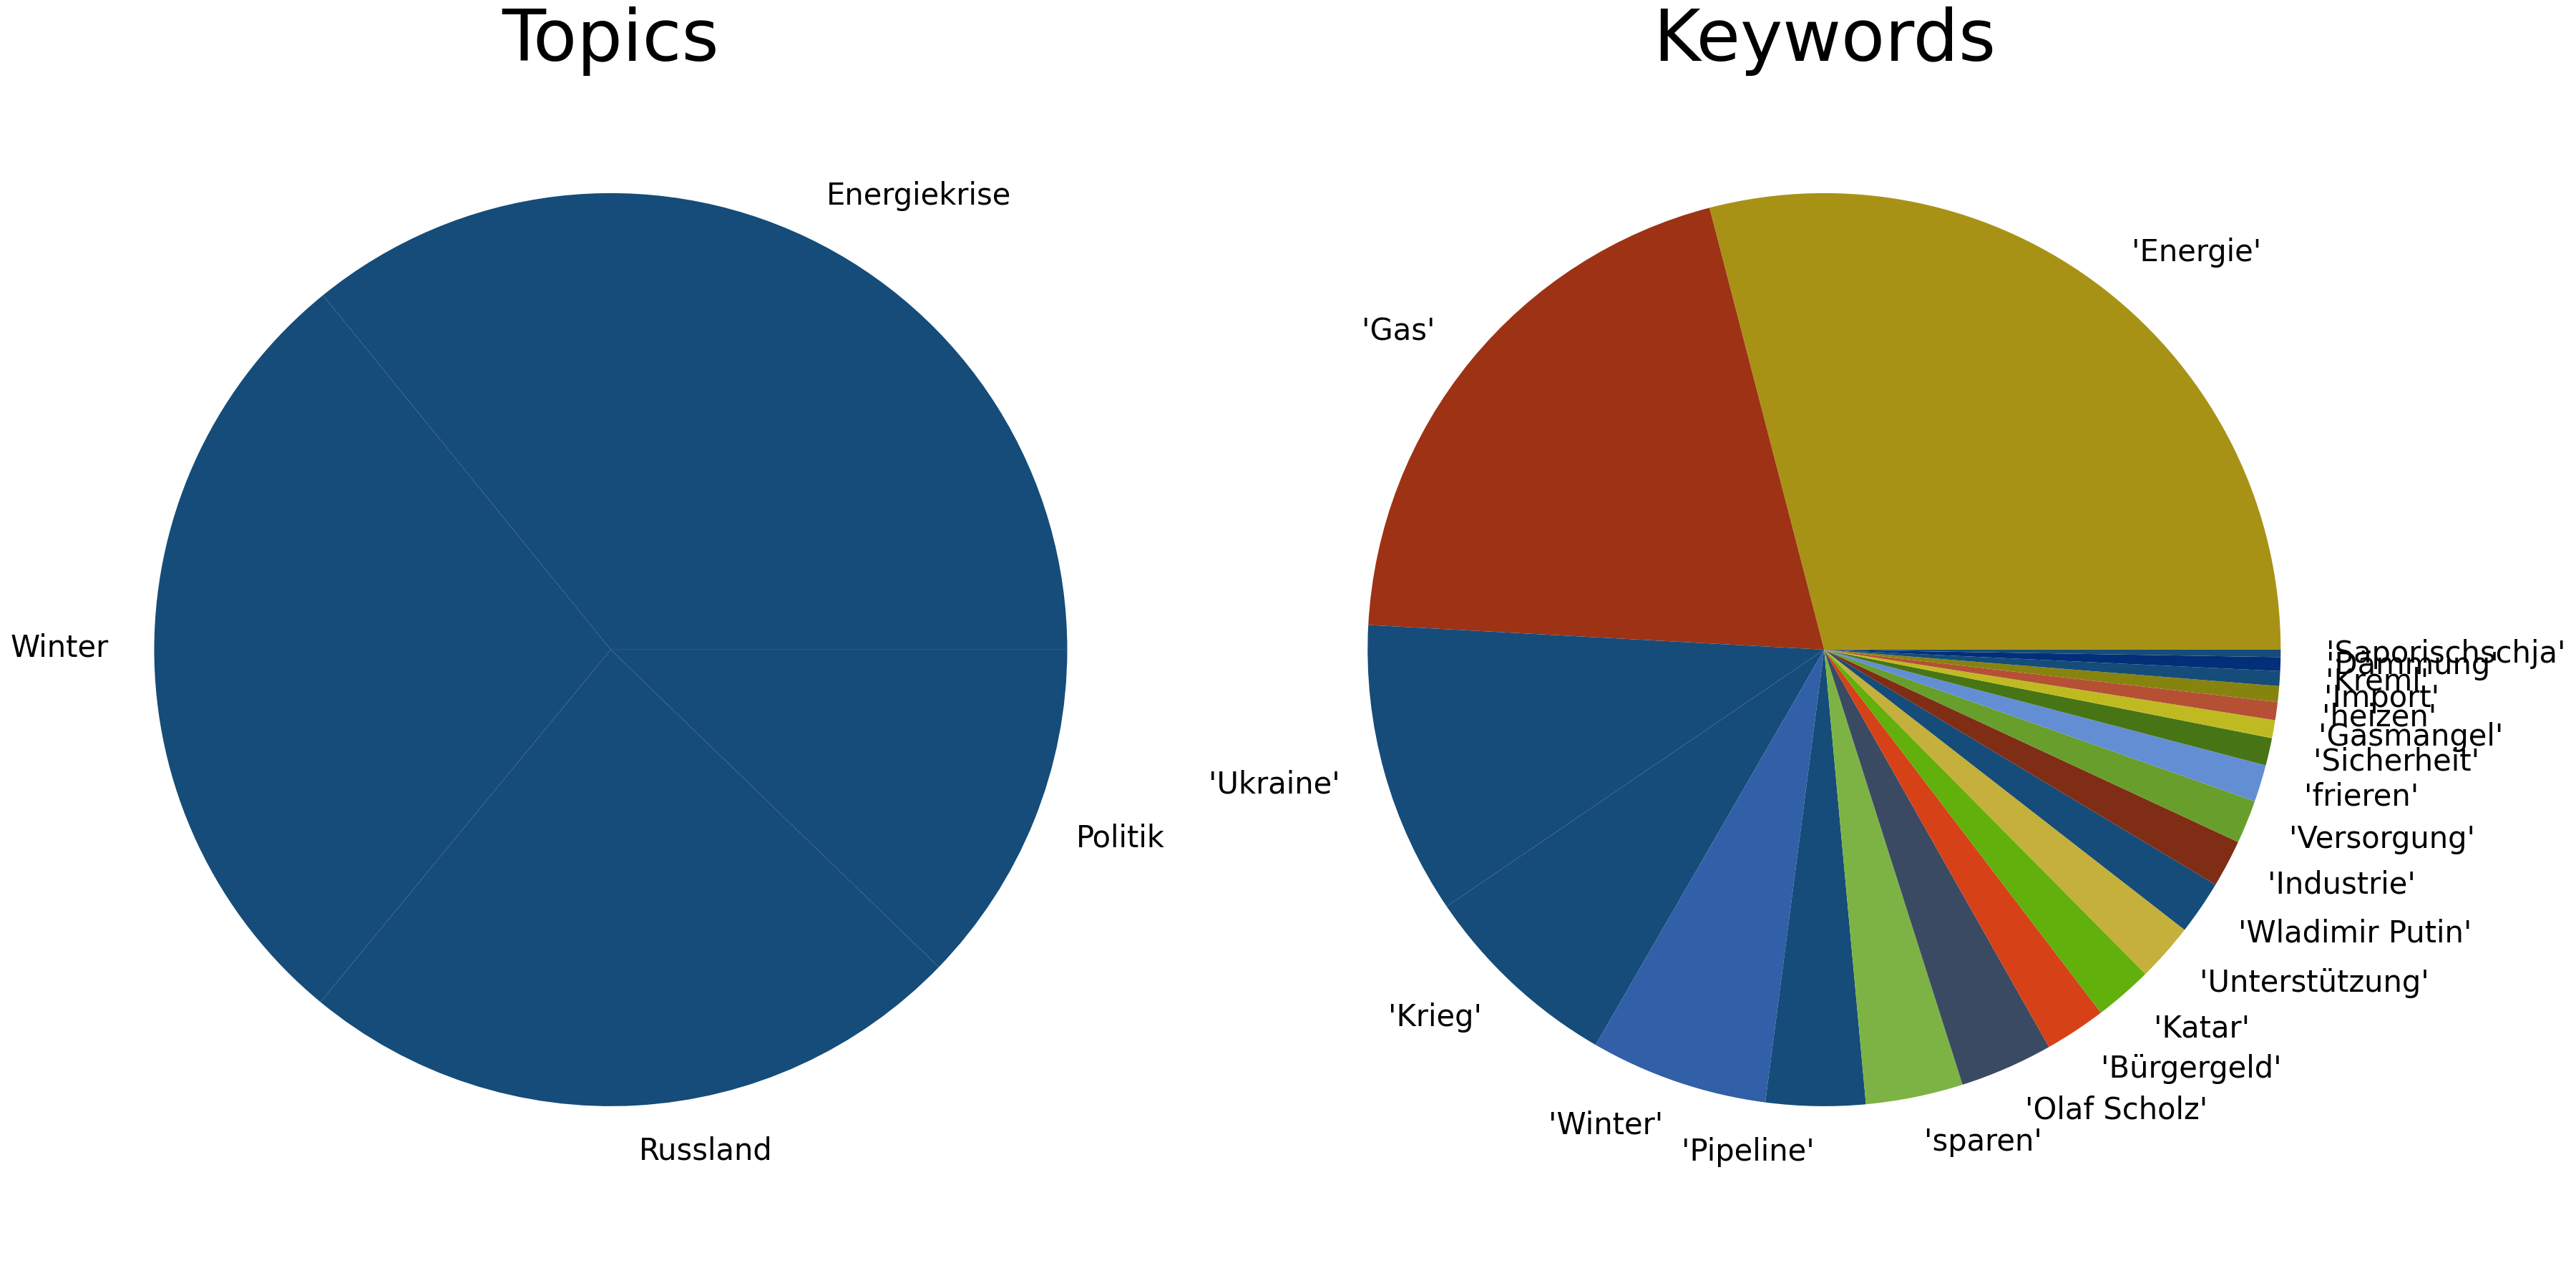 Topics
Energiekrise
Winter
Russland
Politik
Keywords
'Energie'
'Gas'
'Ukraine'
'Krieg'
'Winter'
'Pipeline'
'sparen'
'Olaf Scholz'
'Bürgergeld'
'Katar'
'Unterstützung'
'Wladimir Putin'
'Industrie'
'Versorgung'
'frieren'
'Sicherheit'
'Gasmangel'
'heizen'
'Import'
'Kreml'
'Dämmung'
'Saporischschja'